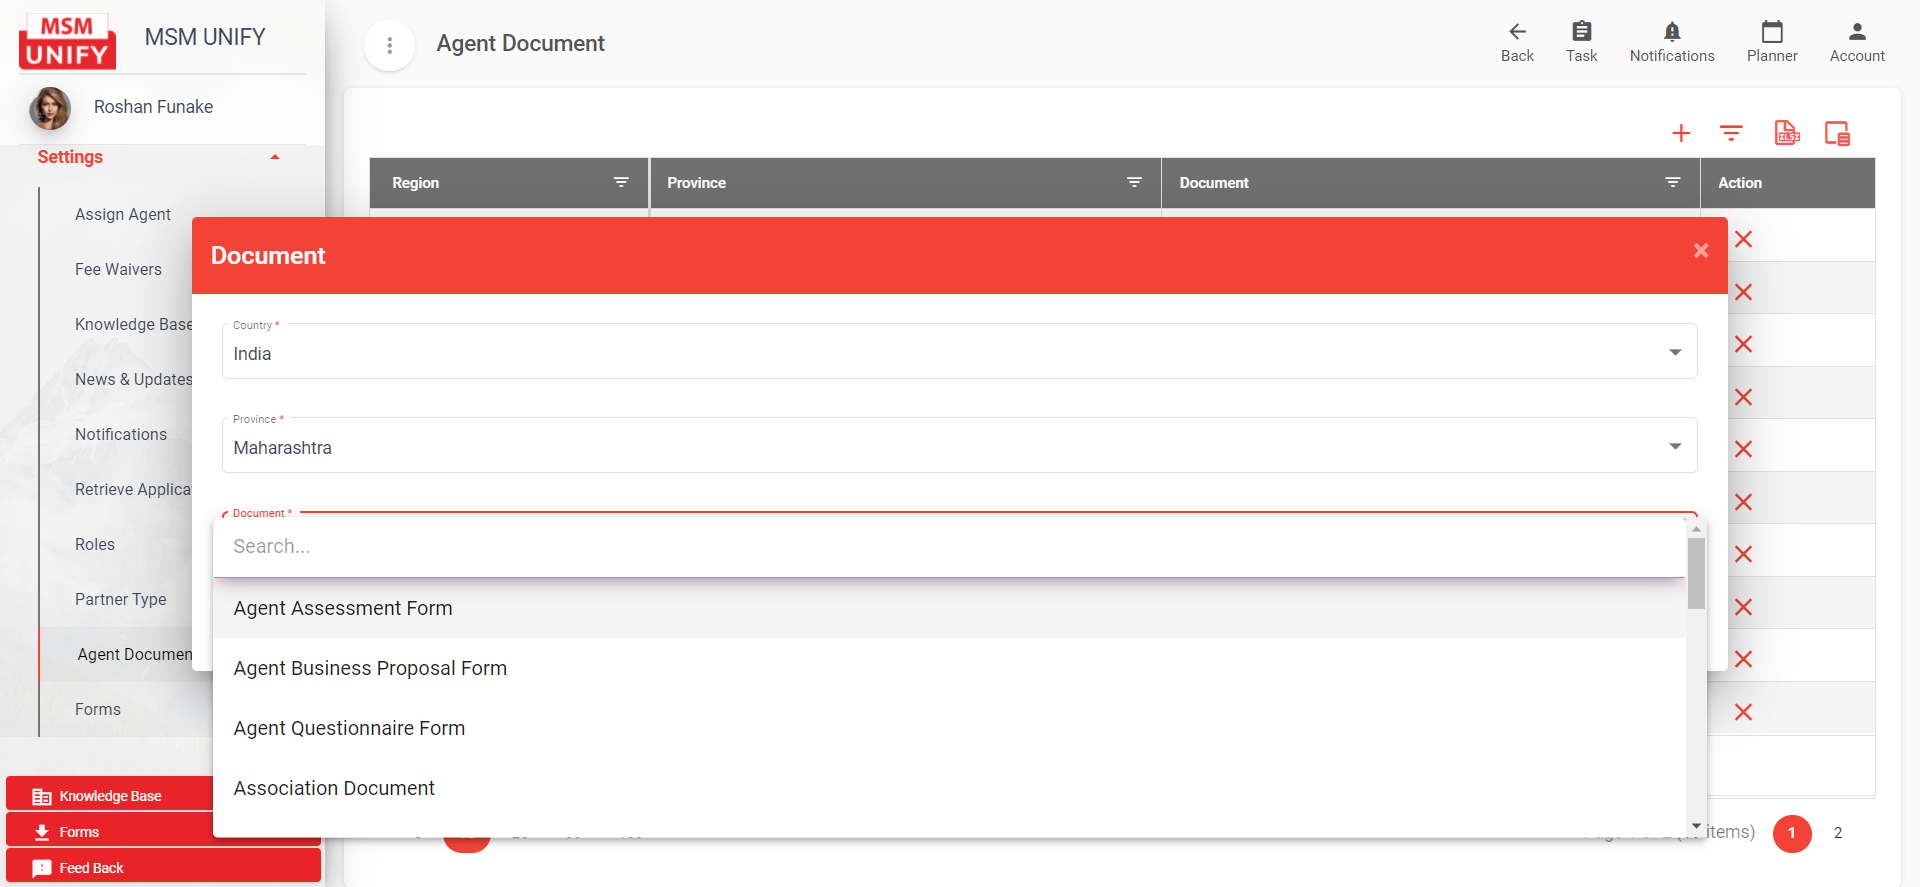 MSM
UNIFY
MSM UNIFY
Agent Document
Back
Task
Notifications
Planner
Account
Roshan Funake
Settings
Assign Agent
Fee Waivers
Knowledge Base
News & Updates
Notifications
Retrieve Applica
Roles
Partner Type
Agent Documen
Forms
Knowledge Base
Forms
Feed Back
Region
Province
Document
Action
Document
Country *
India
Province *
Maharashtra
Document *
Search...
Agent Assessment Form
Agent Business Proposal Form
Agent Questionnaire Form
Association Document
items)
1
2